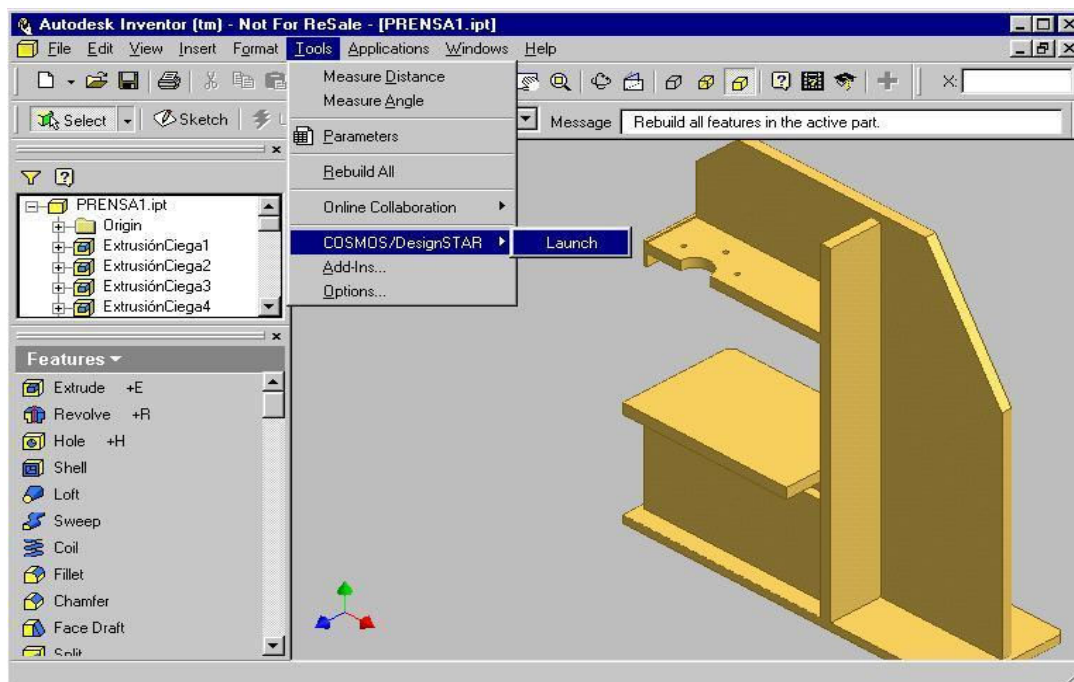 Autodesk Inventor (tm) - Not For ReSale - [PRENSA1.ipt]
File Edit View Insert Format Tools Applications Windows Help
Measure Distance
Measure Angle
Parameters
Rebuild All
Online Collaboration
COSMOS/DesignSTAR
Launch
Add-Ins...
Options...
X:
Select Sketch
Message Rebuild all features in the active part.
PRENSA1.ipt
Origin
ExtrusiónCiega1
ExtrusiónCiega2
ExtrusiónCiega3
ExtrusiónCiega4
Features
Extrude +E
Revolve +R
Hole +H
Shell
Loft
Sweep
Coil
Fillet
Chamfer
Face Draft
Split